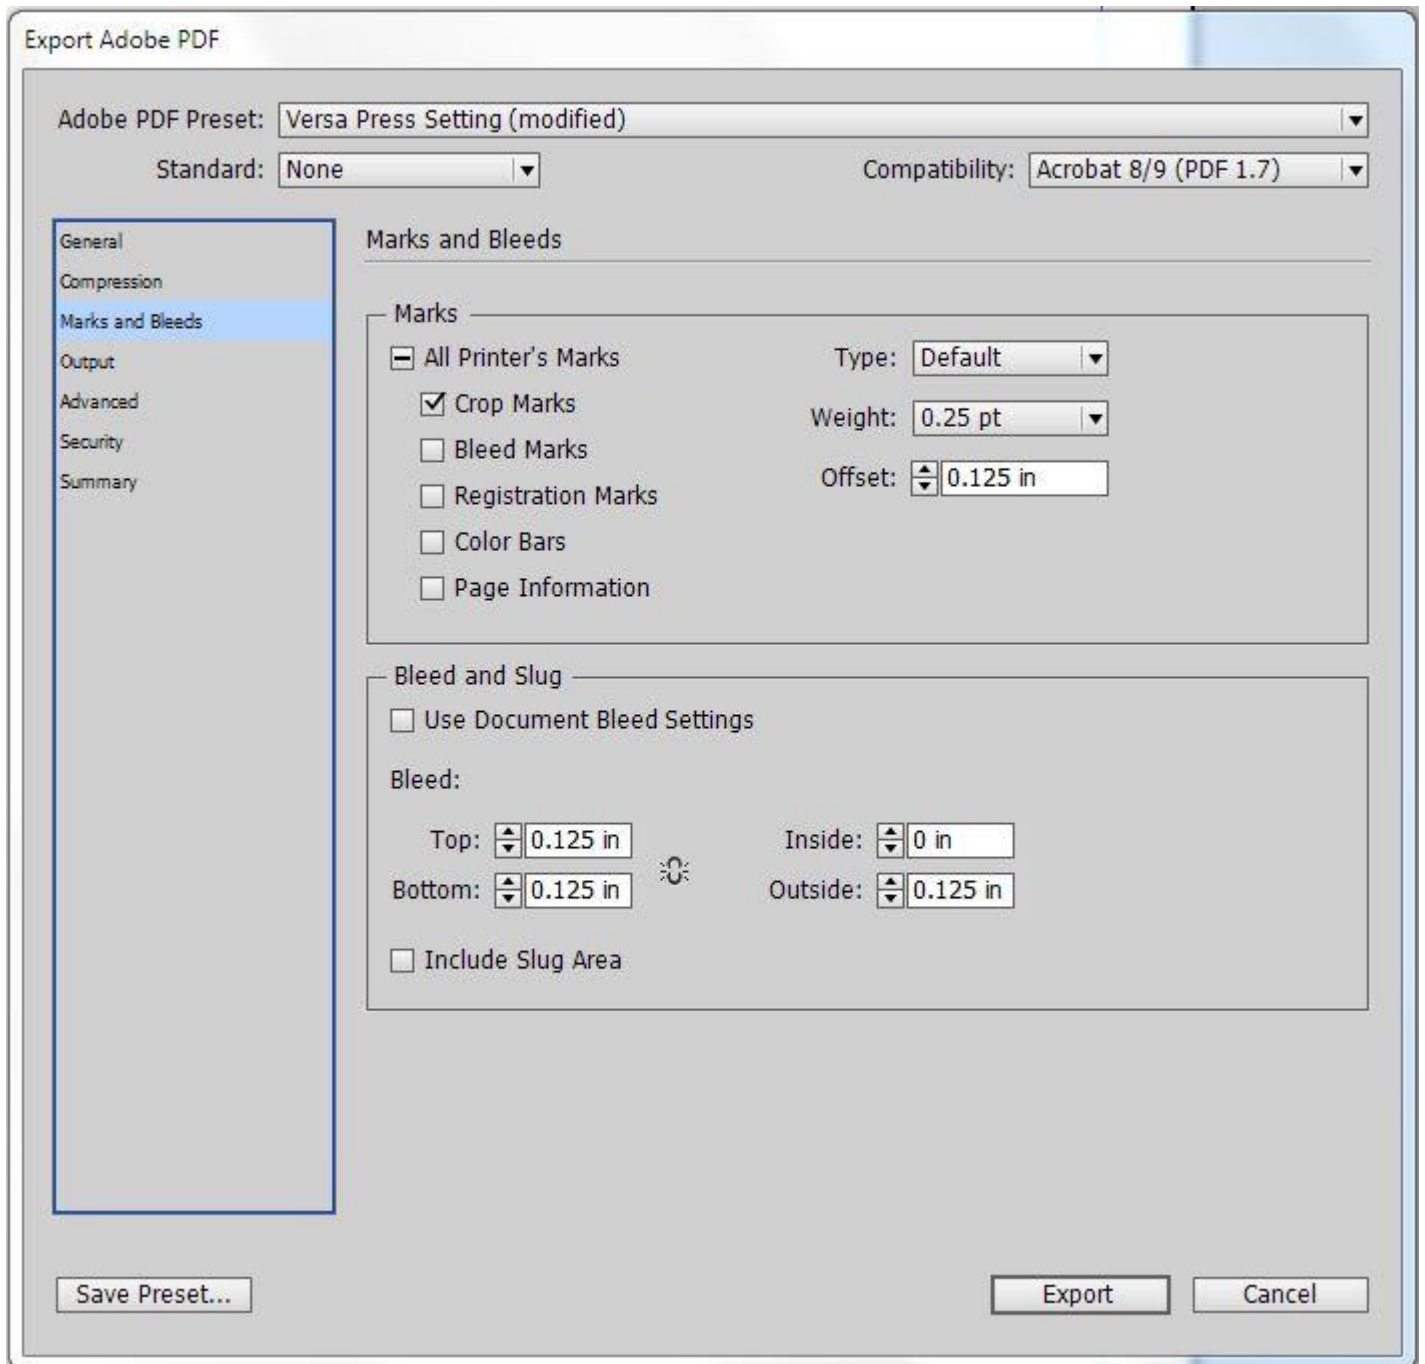 Export Adobe PDF
Adobe PDF Preset: Versa Press Setting (modified)
Standard: None Compatibility: Acrobat 8/9 (PDF 1.7)
General
Compression
Marks and Bleeds
Output
Advanced
Security
Summary
Marks and Bleeds
Marks
All Printer's Marks
Crop Marks
Bleed Marks
Registration Marks
Color Bars
Page Information
Type: Default
Weight: 0.25 pt
Offset: 0.125 in
Bleed and Slug
Use Document Bleed Settings
Bleed:
Top: 0.125 in Inside: 0 in
Bottom: 0.125 in Outside: 0.125 in
Include Slug Area
Save Preset... Export Cancel